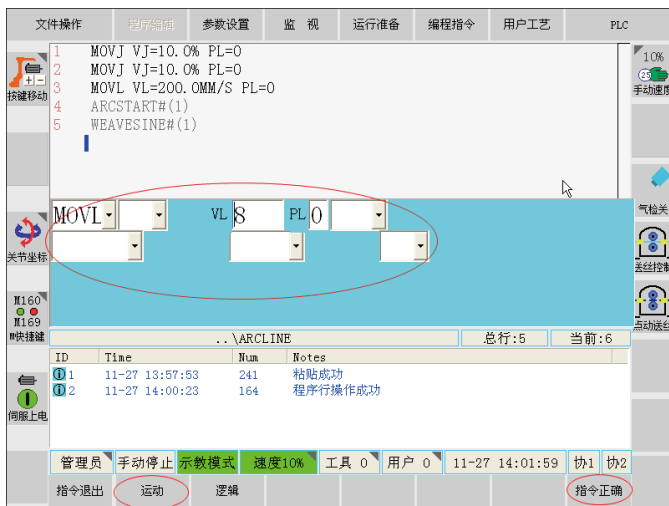 文件操作 程序编辑 参数设置 监 视 运行准备 编程指令 用户工艺 PLC
1 MOVJ VJ=10.0% PL=0
2 MOVJ VJ=10.0% PL=0
3 MOVL VL=200.0MM/S PL=0
4 ARCSTART#(1)
5 WEAVESINE#(1)
+|-
按键移动
10%
25
手动速度
MOVL VL 8 PL 0
关节坐标
气检关
送丝控制
M160
M169
M快捷键
点动送丝
..\ARCLINE 总行:5 当前:6
ID Time Num Notes
1 11-27 13:57:53 241 粘贴成功
2 11-27 14:00:23 164 程序行操作成功
伺服上电
管理员 手动停止 示教模式 速度10% 工具 0 用户 0 11-27 14:01:59 协1 协2
指令退出 运动 逻辑 指令正确